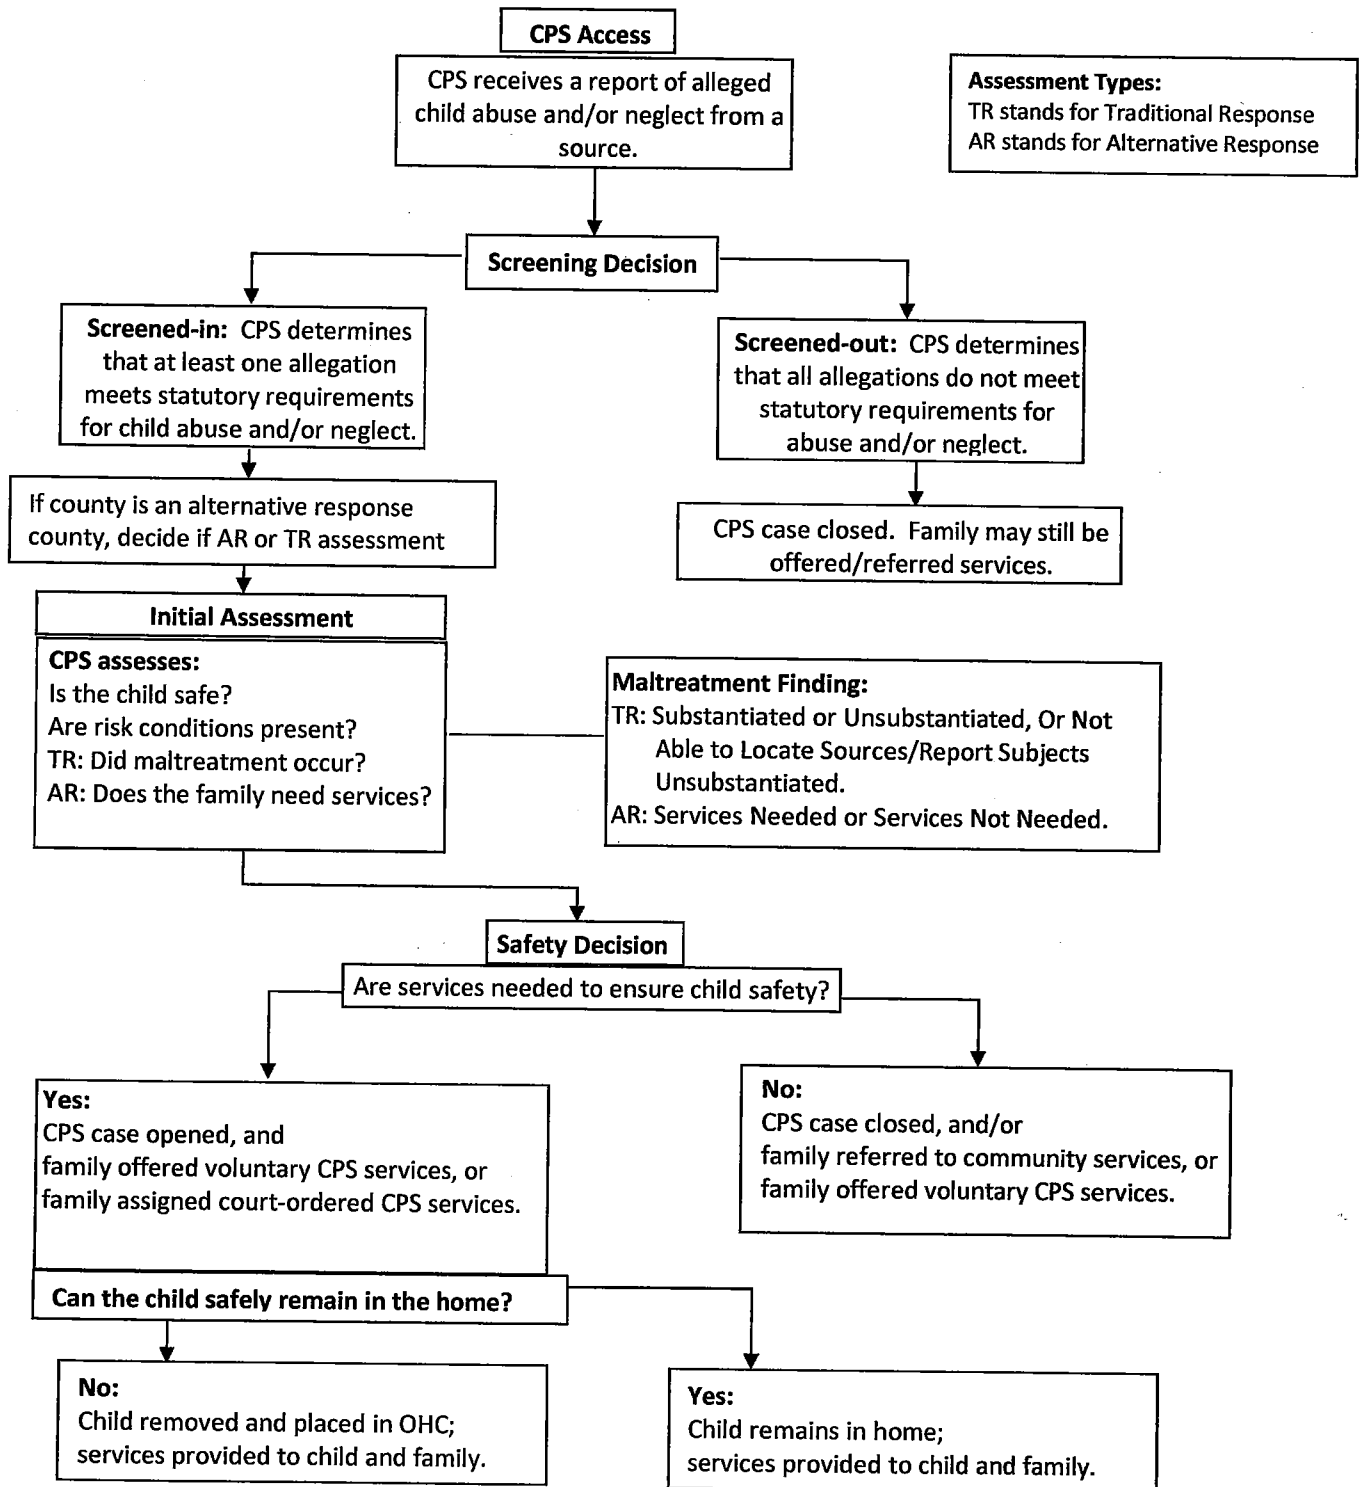 CPS Access
CPS receives a report of alleged
child abuse and/or neglect from a
source.
Assessment Types:
TR stands for Traditional Response
AR stands for Alternative Response
Screening Decision
Screened-in: CPS determines
that at least one allegation
meets statutory requirements
for child abuse and/or neglect.
Screened-out: CPS determines
that all allegations do not meet
statutory requirements for
abuse and/or neglect.
If county is an alternative response
county, decide if AR or TR assessment
CPS case closed. Family may still be
offered/referred services.
Initial Assessment
CPS assesses:
Is the child safe?
Are risk conditions present?
TR: Did maltreatment occur?
AR: Does the family need services?
Maltreatment Finding:
TR: Substantiated or Unsubstantiated, Or Not
Able to Locate Sources/Report Subjects
Unsubstantiated.
AR: Services Needed or Services Not Needed.
Safety Decision
Are services needed to ensure child safety?
Yes:
CPS case opened, and
family offered voluntary CPS services, or
family assigned court-ordered CPS services.
No:
CPS case closed, and/or
family referred to community services, or
family offered voluntary CPS services.
Can the child safely remain in the home?
No:
Child removed and placed in OHC;
services provided to child and family.
Yes:
Child remains in home;
services provided to child and family.